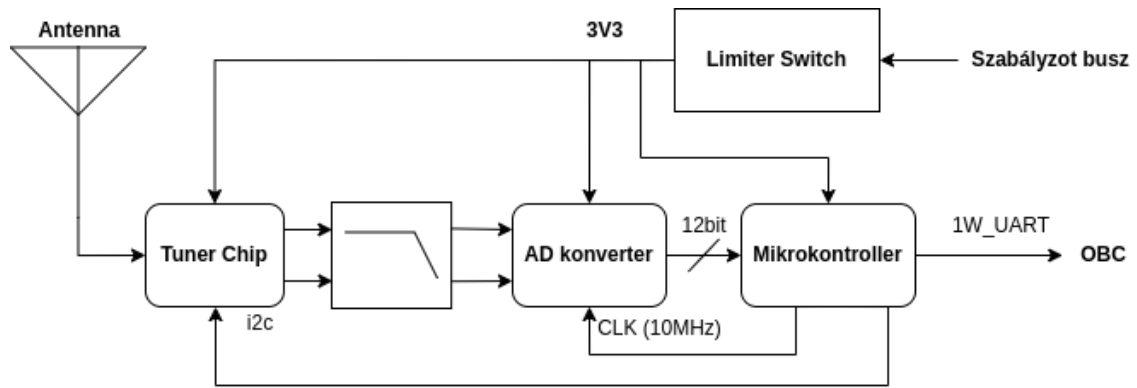 Antenna
3V3
Limiter Switch
Szabályzot busz
Tuner Chip
AD konverter
12bit
Mikrokontroller
1W_UART
OBC
i2c
CLK (10MHz)